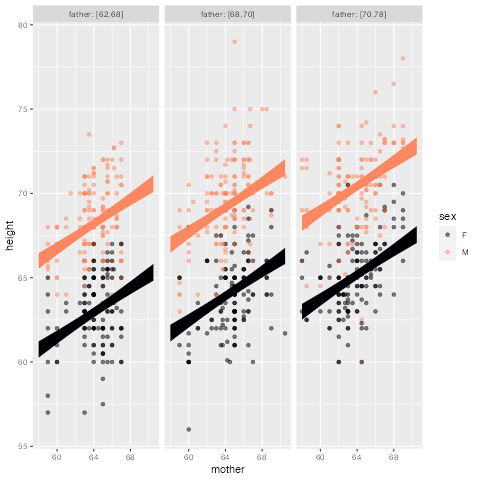 father: [62,68] father: [68,70] father: [70,78]
80
75
70
65
60
55
height
60 64 68 60 64 68 60 64 68
mother
sex
F
M